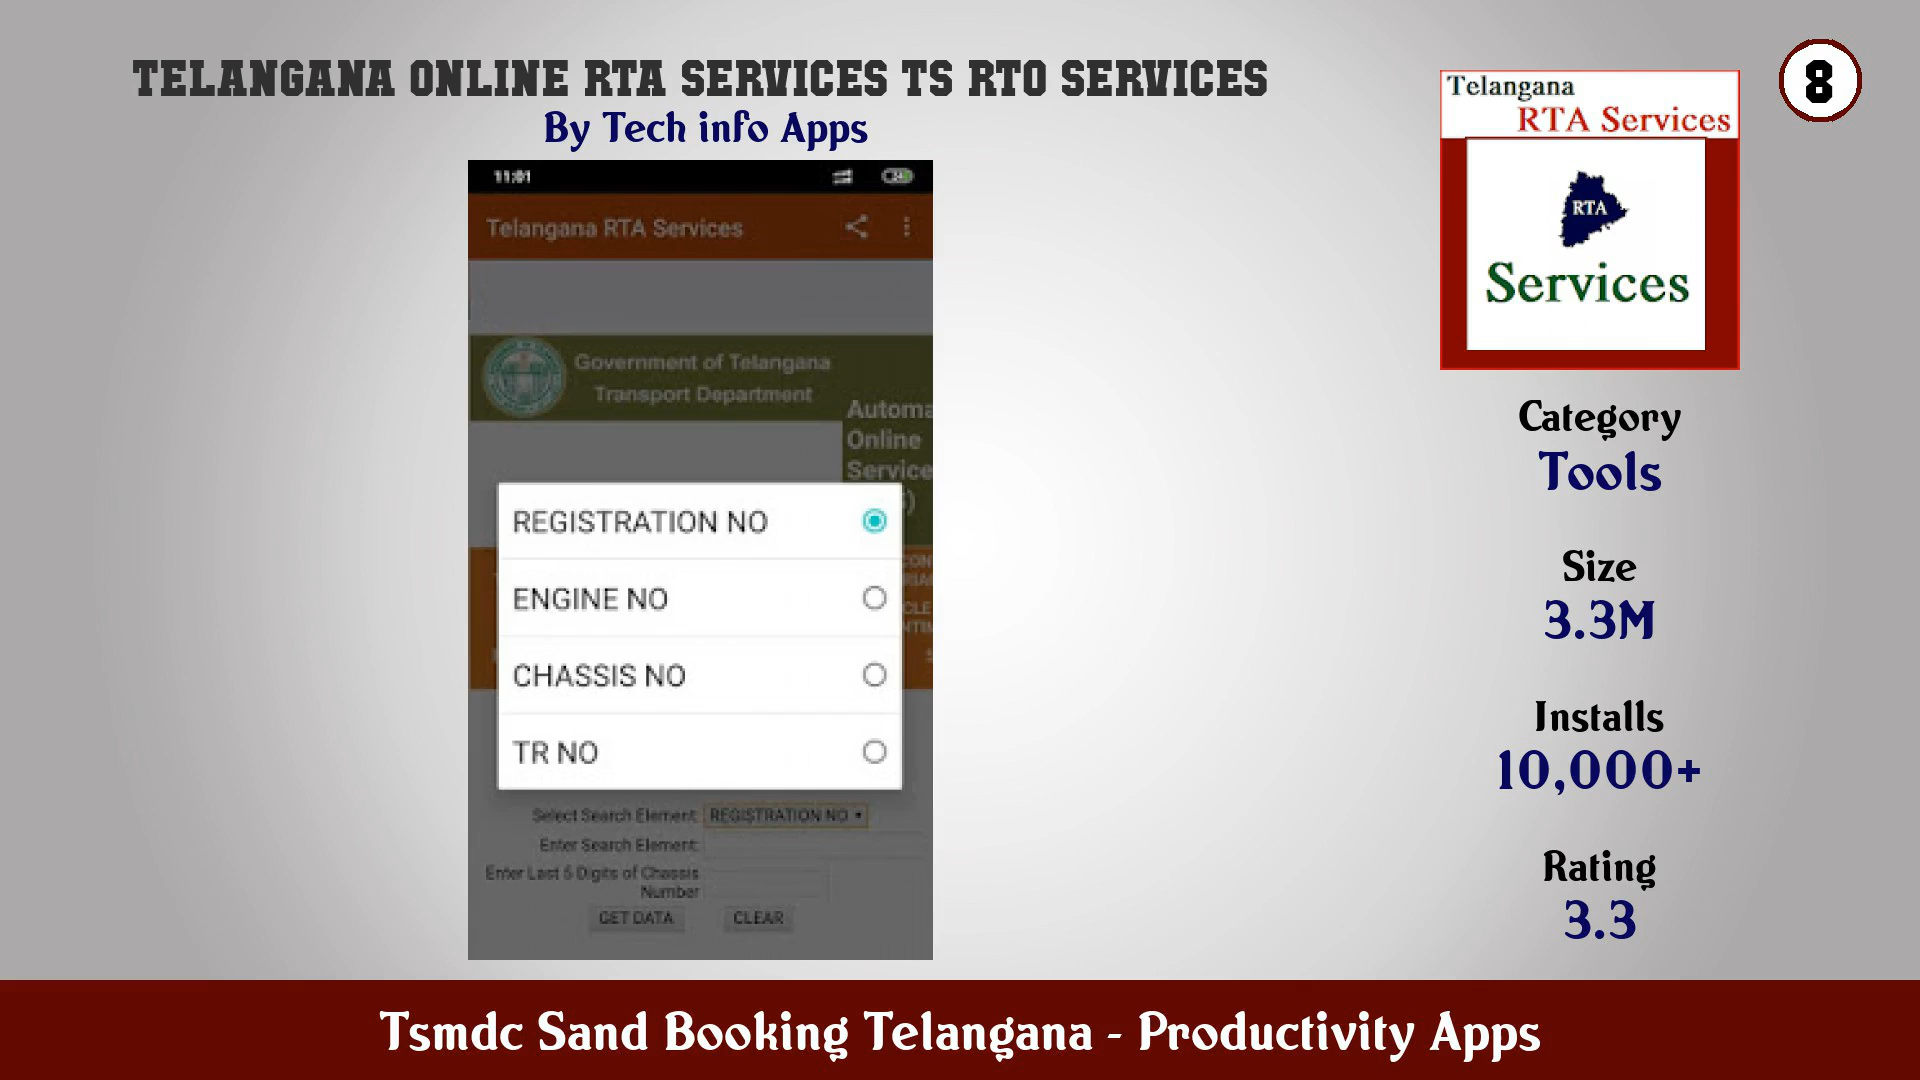 TELANGANA ONLINE RTA SERVICES TS RTO SERVICES
By Tech info Apps
8
Telangana
RTA Services
RTA
Services
11:01
Telangana RTA Services
Government of Telangana
Transport Department
Online
REGISTRATION NO
ENGINE NO
CHASSIS NO
TR NO
Select Search Element: REGISTRATION NO
Enter Search Element:
Enter Last 5 Digits of Chassis
Number
GET DATA CLEAR
Category
Tools
Size
3.3M
Installs
10,000+
Rating
3.3
Tsmdc Sand Booking Telangana - Productivity Apps